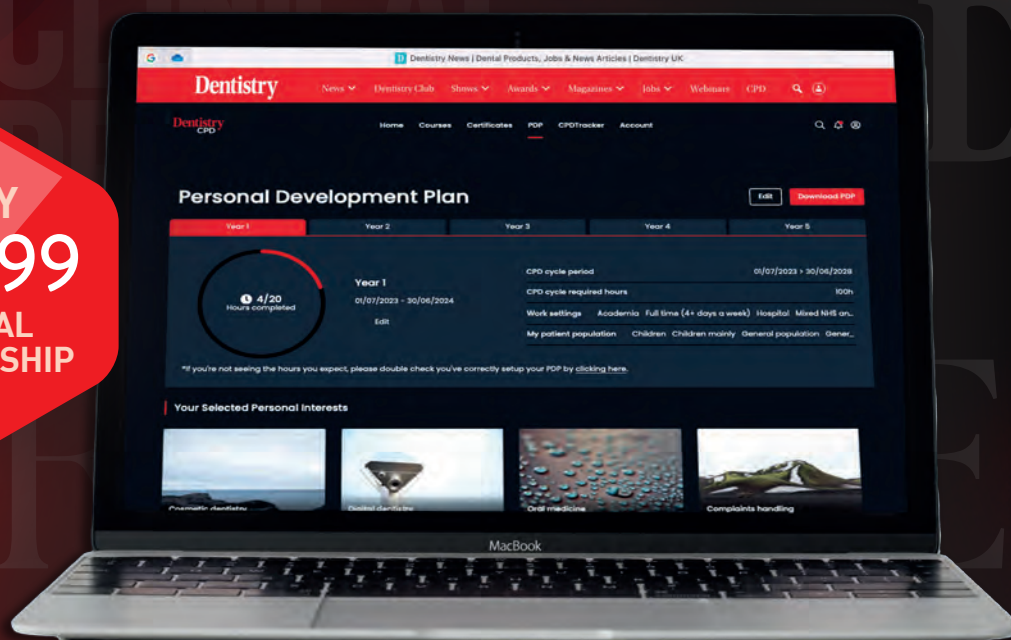 Dentistry News | Dental Products, Jobs & News Articles | Dentistry UK
Dentistry News Dentistry Club Shows Awards Magazines Jobs Webinars CPD
Dentistry CPD Home Courses Certificates PDP CPDTracker Account
Personal Development Plan
Edit Download PDP
Year 1 Year 2 Year 3 Year 4 Year 5
4/20
Hours completed
Year 1
01/07/2023 - 30/06/2024
Edit
CPD cycle period 01/07/2023 > 30/06/2028
CPD cycle required hours 100h
Work settings Academia Full time (4+ days a week) Hospital Mixed NHS an...
My patient population Children Children mainly General population Gener...
*If you're not seeing the hours you expect, please double check you've correctly setup your PDP by clicking here.
Your Selected Personal Interests
Cosmetic dentistry Digital dentistry Oral medicine Complaints handling
MacBook
Y
99
AL
SHIP